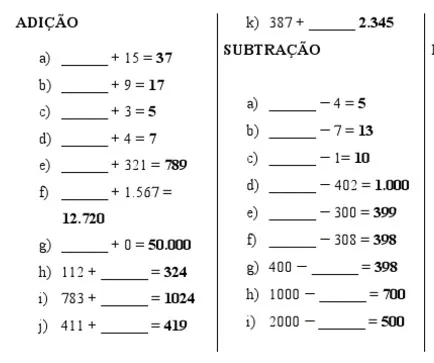 ADIÇÃO
a) ______ + 15 = 37
b) ______ + 9 = 17
c) ______ + 3 = 5
d) ______ + 4 = 7
e) ______ + 321 = 789
f) ______ + 1.567 =
12.720
g) ______ + 0 = 50.000
h) 112 + ______ = 324
i) 783 + ______ = 1024
j) 411 + ______ = 419
k) 387 + ______ 2.345
SUBTRAÇÃO
a) ______ – 4 = 5
b) ______ – 7 = 13
c) ______ – 1= 10
d) ______ – 402 = 1.000
e) ______ – 300 = 399
f) ______ – 308 = 398
g) 400 – ______ = 398
h) 1000 – ______ = 700
i) 2000 – ______ = 500